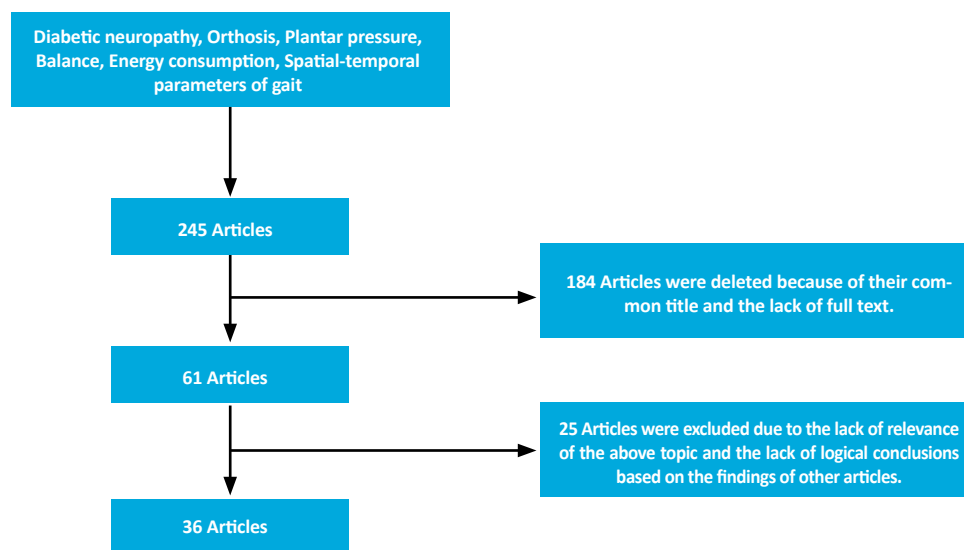 Diabetic neuropathy, Orthosis, Plantar pressure,
Balance, Energy consumption, Spatial-temporal
parameters of gait
245 Articles
184 Articles were deleted because of their com-
mon title and the lack of full text.
61 Articles
25 Articles were excluded due to the lack of relevance
of the above topic and the lack of logical conclusions
based on the findings of other articles.
36 Articles